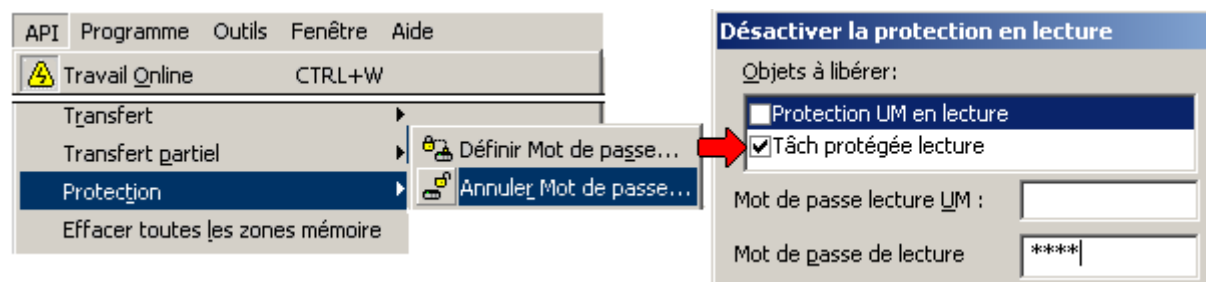 API Programme Outils Fenêtre Aide
Travail Online CTRL+W
Transfert
Transfert partiel
Protection
Effacer toutes les zones mémoire
Définir Mot de passe...
Annuler Mot de passe...
Désactiver la protection en lecture
Objets à libérer:
Protection UM en lecture
Tâch protégée lecture
Mot de passe lecture UM :
Mot de passe de lecture ****